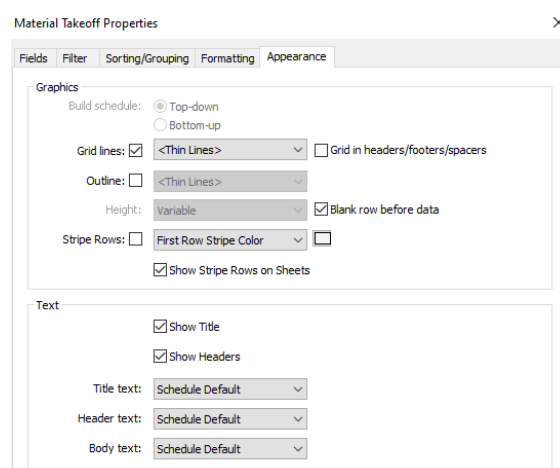 Material Takeoff Properties
Fields Filter Sorting/Grouping Formatting Appearance
Graphics
Build schedule: Top-down
Bottom-up
Grid lines: <Thin Lines> Grid in headers/footers/spacers
Outline: <Thin Lines>
Height: Variable Blank row before data
Stripe Rows: First Row Stripe Color
Show Stripe Rows on Sheets
Text
Show Title
Show Headers
Title text: Schedule Default
Header text: Schedule Default
Body text: Schedule Default